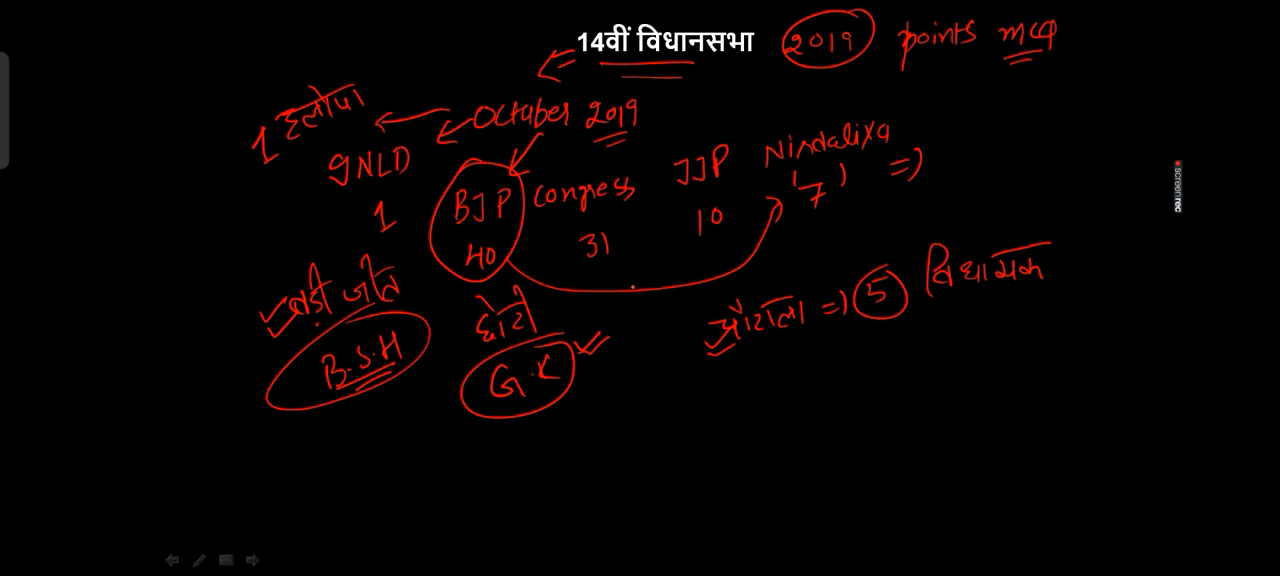 14वीं विधानसभा 2019 points MCQ
1 इनेलो
October 2019
INLD BJP Congress JJP Nirdaliya
1 40 31 10 (7) =>
बड़ी जीत छोटी => 5 विधायक
B.S.H G.K
screenrec